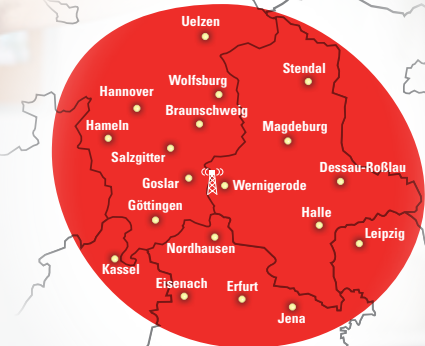 Uelzen
Stendal
Wolfsburg
Hannover
Braunschweig
Hameln
Magdeburg
Salzgitter
Dessau-Roßlau
Goslar
Wernigerode
Göttingen
Halle
Leipzig
Nordhausen
Kassel
Eisenach
Erfurt
Jena